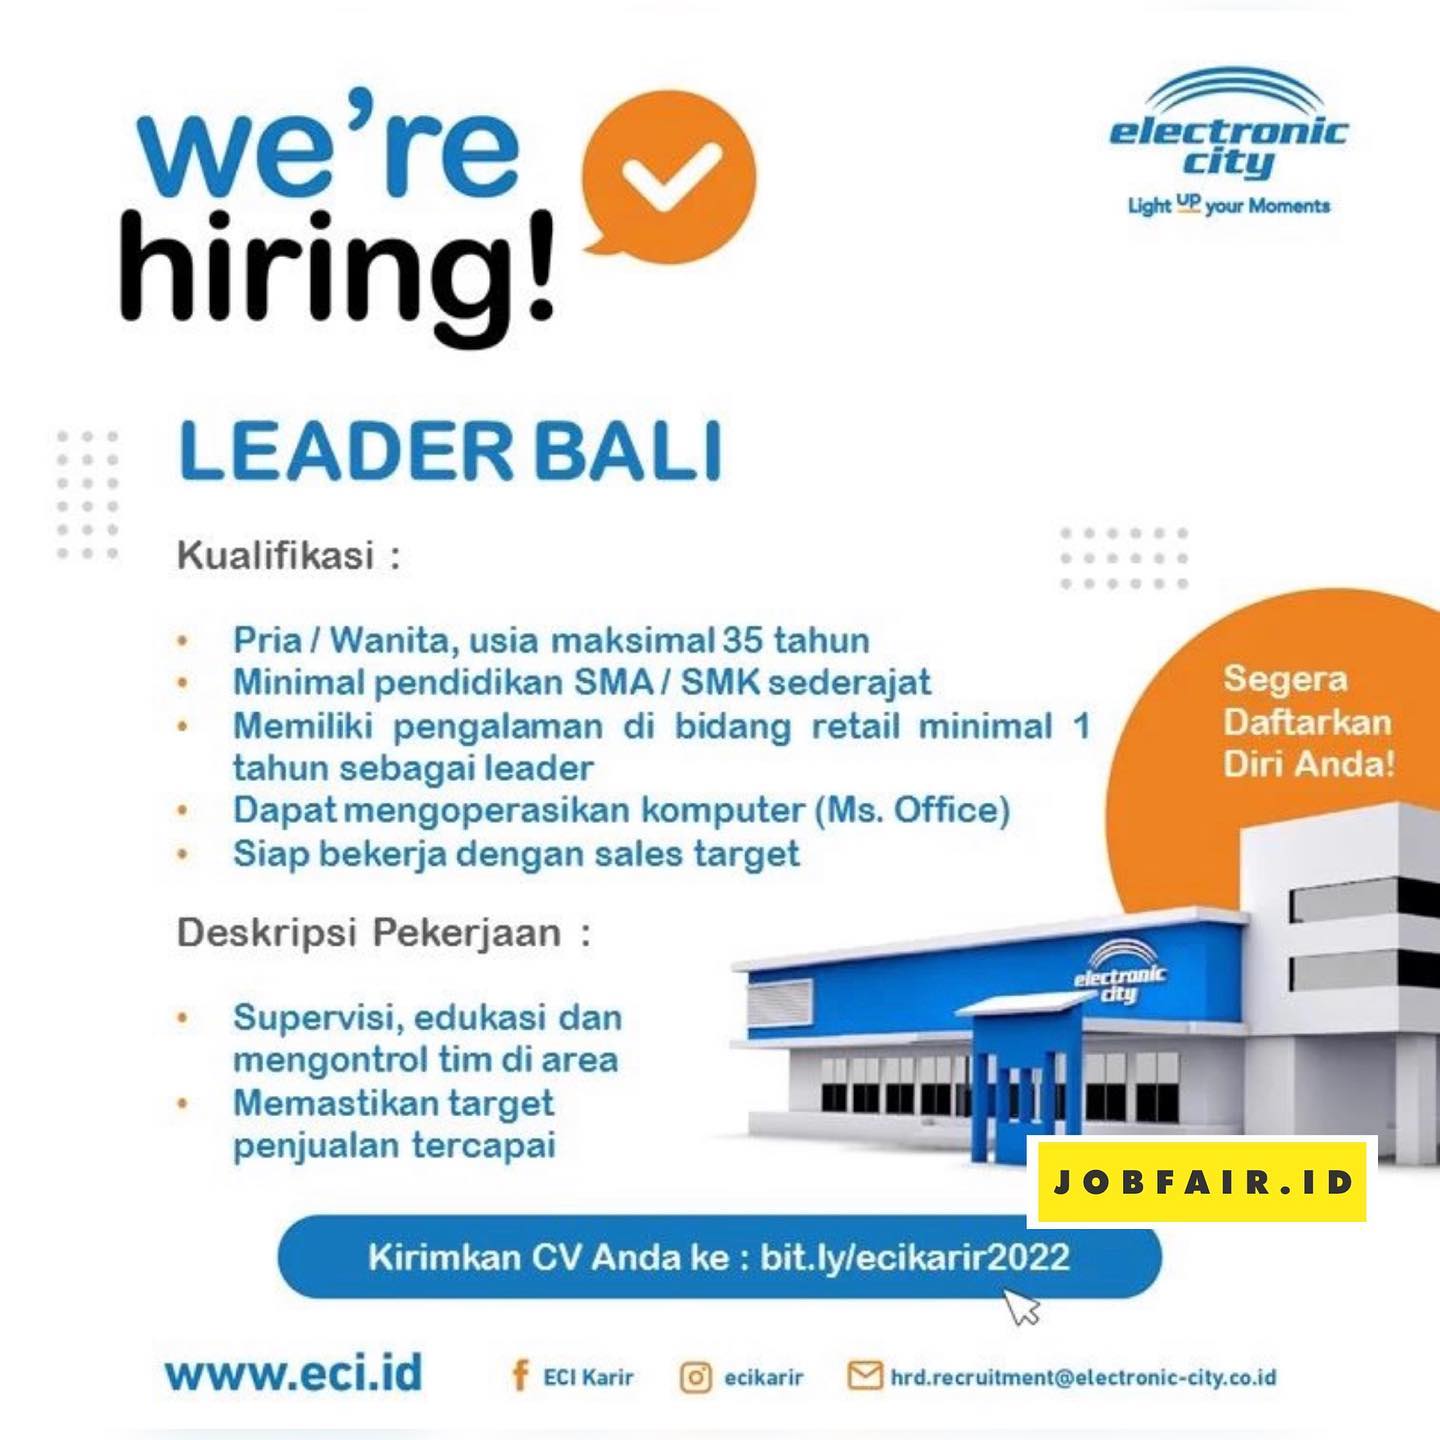 we're
hiring!
electronic
city
Light UP your Moments
LEADER BALI
Kualifikasi :
• Pria / Wanita, usia maksimal 35 tahun
• Minimal pendidikan SMA / SMK sederajat
• Memiliki pengalaman di bidang retail minimal 1
tahun sebagai leader
• Dapat mengoperasikan komputer (Ms. Office)
• Siap bekerja dengan sales target
Segera
Daftarkan
Diri Anda!
Deskripsi Pekerjaan :
• Supervisi, edukasi dan
mengontrol tim di area
• Memastikan target
penjualan tercapai
electronic
city
JOBFAIR.ID
Kirimkan CV Anda ke : bit.ly/ecikarir2022
www.eci.id
ECI Karir
ecikarir
hrd.recruitment@electronic-city.co.id